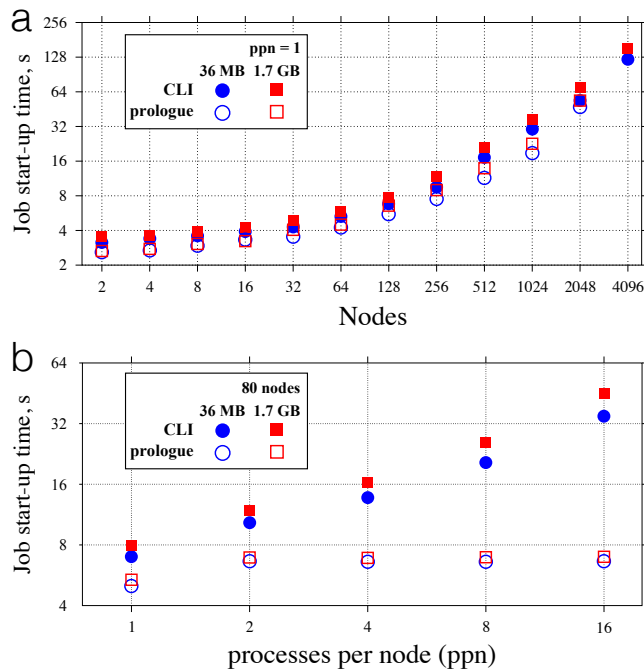 a
256
128
64
32
16
8
4
2
Job start-up time, s
ppn = 1
36 MB 1.7 GB
CLI
prologue
2 4 8 16 32 64 128 256 512 1024 2048 4096
Nodes
b
64
32
16
8
4
Job start-up time, s
80 nodes
36 MB 1.7 GB
CLI
prologue
1 2 4 8 16
processes per node (ppn)